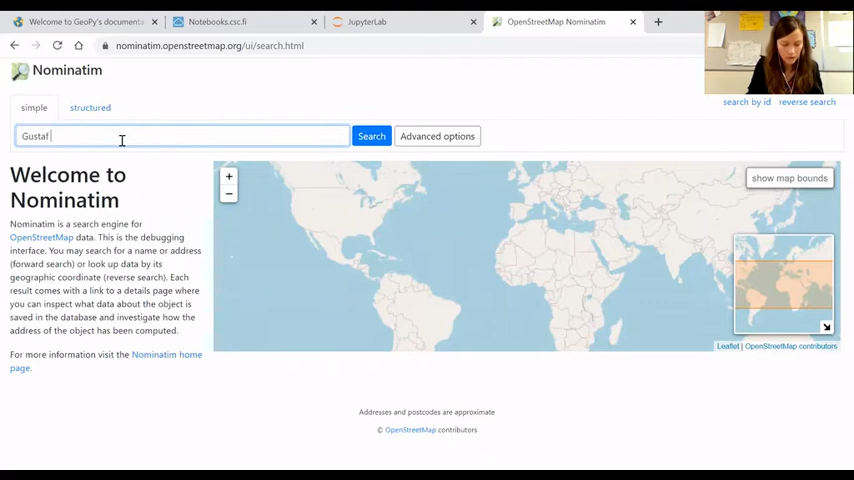 Welcome to GeoPy's documenta
Notebooks.csc.fi
JupyterLab
OpenStreetMap Nominatim
nominatim.openstreetmap.org/ui/search.html
Nominatim
search by id reverse search
simple structured
Gustaf
Search Advanced options
Welcome to
Nominatim
Nominatim is a search engine for
OpenStreetMap data. This is the debugging
interface. You may search for a name or address
(forward search) or look up data by its
geographic coordinate (reverse search). Each
result comes with a link to a details page where
you can inspect what data about the object is
saved in the database and investigate how the
address of the object has been computed.
For more information visit the Nominatim home
page.
+
−
show map bounds
Leaflet | OpenStreetMap contributors
Addresses and postcodes are approximate
© OpenStreetMap contributors